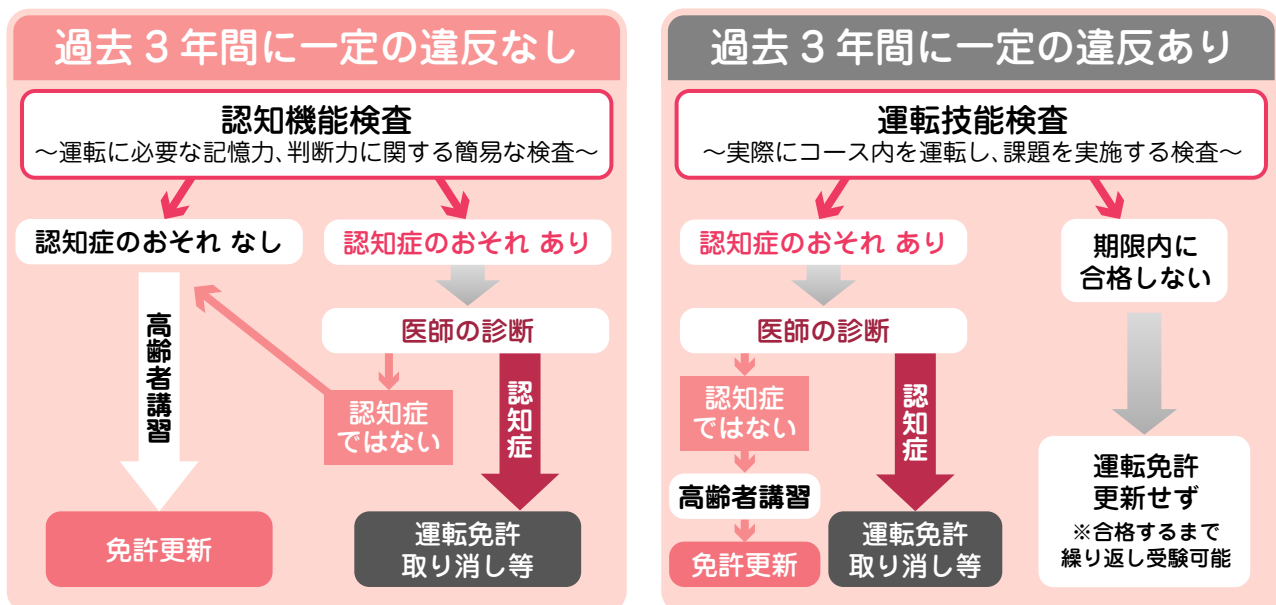 過去3年間に一定の違反なし
認知機能検査
～運転に必要な記憶力、判断力に関する簡易な検査～
認知症のおそれ なし
認知症のおそれ あり
医師の診断
高齢者講習
認知症
ではない
認知症
免許更新
運転免許
取り消し等
過去3年間に一定の違反あり
運転技能検査
～実際にコース内を運転し、課題を実施する検査～
認知症のおそれ あり
期限内に
合格しない
医師の診断
認知症
ではない
認知症
高齢者講習
免許更新
運転免許
取り消し等
運転免許
更新せず
※合格するまで
繰り返し受験可能